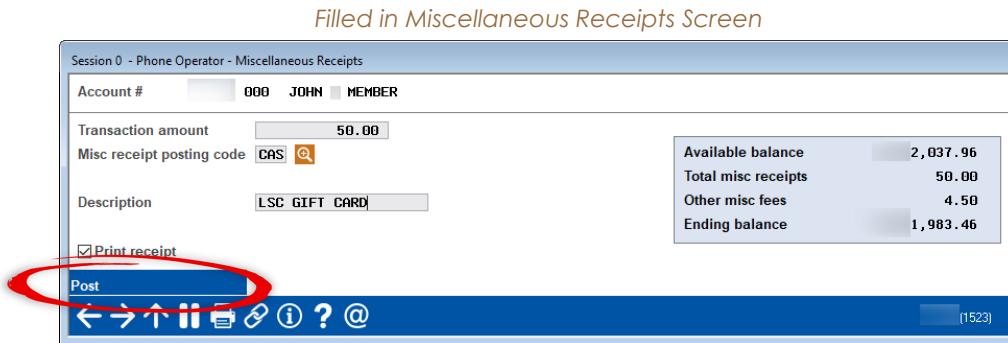 Filled in Miscellaneous Receipts Screen
Session 0 - Phone Operator - Miscellaneous Receipts
Account # 000 JOHN MEMBER
Transaction amount 50.00
Misc receipt posting code CAS
Description LSC GIFT CARD
Print receipt
Available balance 2,037.96
Total misc receipts 50.00
Other misc fees 4.50
Ending balance 1,983.46
Post
? @
(1523)